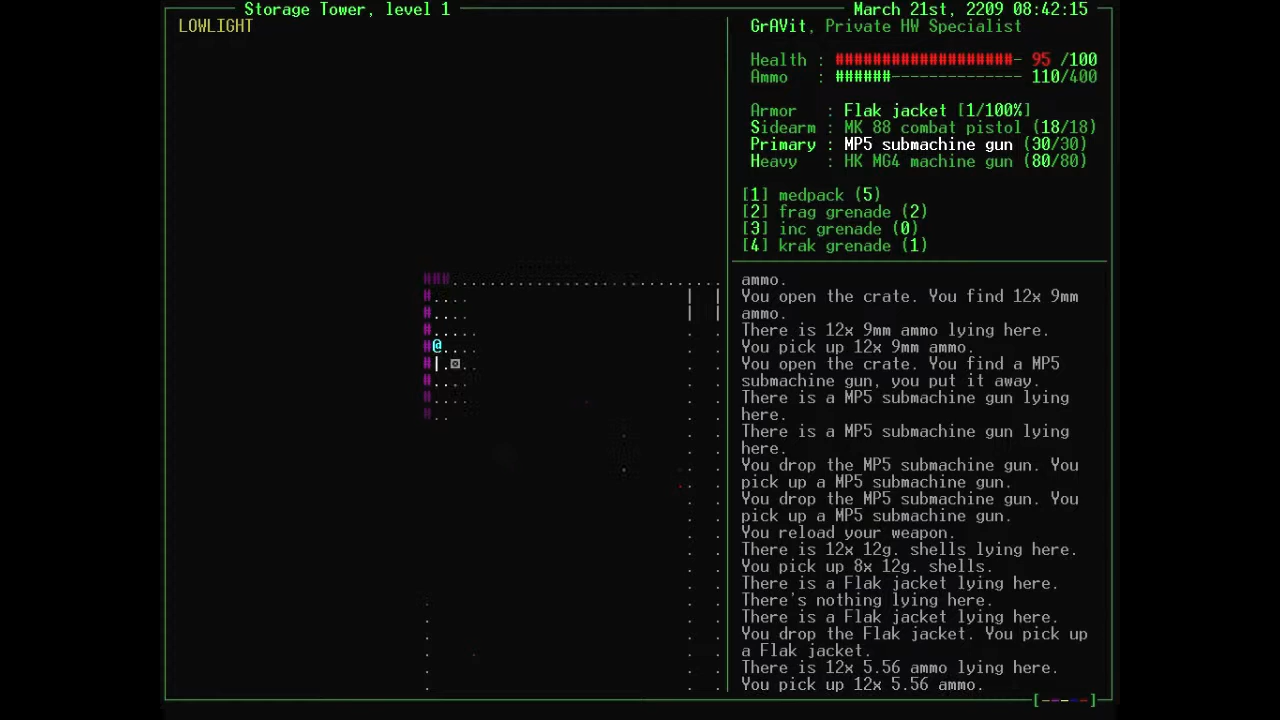 Storage Tower, level 1
March 21st, 2209 08:42:15
LOWLIGHT
GrAVit, Private HW Specialist
Health : ###################- 95 /100
Ammo : ######-------------- 110/400
Armor : Flak jacket [1/100%]
Sidearm : MK 88 combat pistol (18/18)
Primary : MP5 submachine gun (30/30)
Heavy : HK MG4 machine gun (80/80)
[1] medpack (5)
[2] frag grenade (2)
[3] inc grenade (0)
[4] krak grenade (1)
ammo.
You open the crate. You find 12x 9mm
ammo.
There is 12x 9mm ammo lying here.
You pick up 12x 9mm ammo.
You open the crate. You find a MP5
submachine gun, you put it away.
There is a MP5 submachine gun lying
here.
There is a MP5 submachine gun lying
here.
You drop the MP5 submachine gun. You
pick up a MP5 submachine gun.
You drop the MP5 submachine gun. You
pick up a MP5 submachine gun.
You reload your weapon.
There is 12x 12g. shells lying here.
You pick up 8x 12g. shells.
There is a Flak jacket lying here.
There's nothing lying here.
There is a Flak jacket lying here.
You drop the Flak jacket. You pick up
a Flak jacket.
There is 12x 5.56 ammo lying here.
You pick up 12x 5.56 ammo.
[-----]